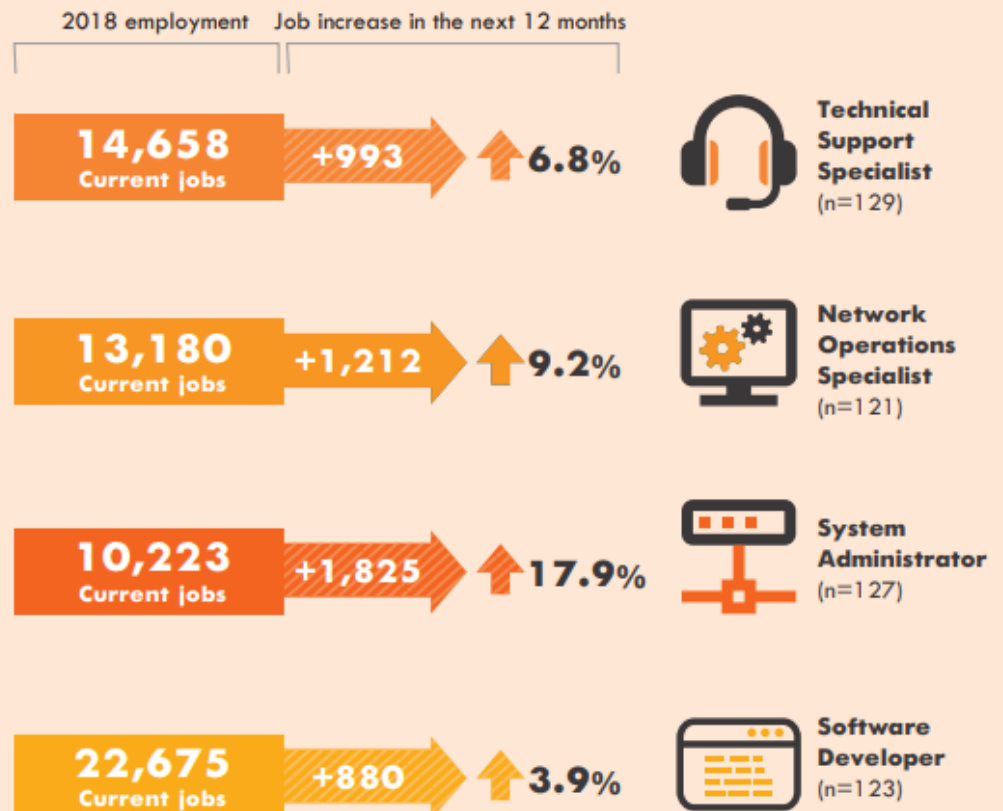 2018 employment
Job increase in the next 12 months
14,658
Current jobs
+993
6.8%
Technical
Support
Specialist
(n=129)
13,180
Current jobs
+1,212
9.2%
Network
Operations
Specialist
(n=121)
10,223
Current jobs
+1,825
17.9%
System
Administrator
(n=127)
22,675
Current jobs
+880
3.9%
Software
Developer
(n=123)